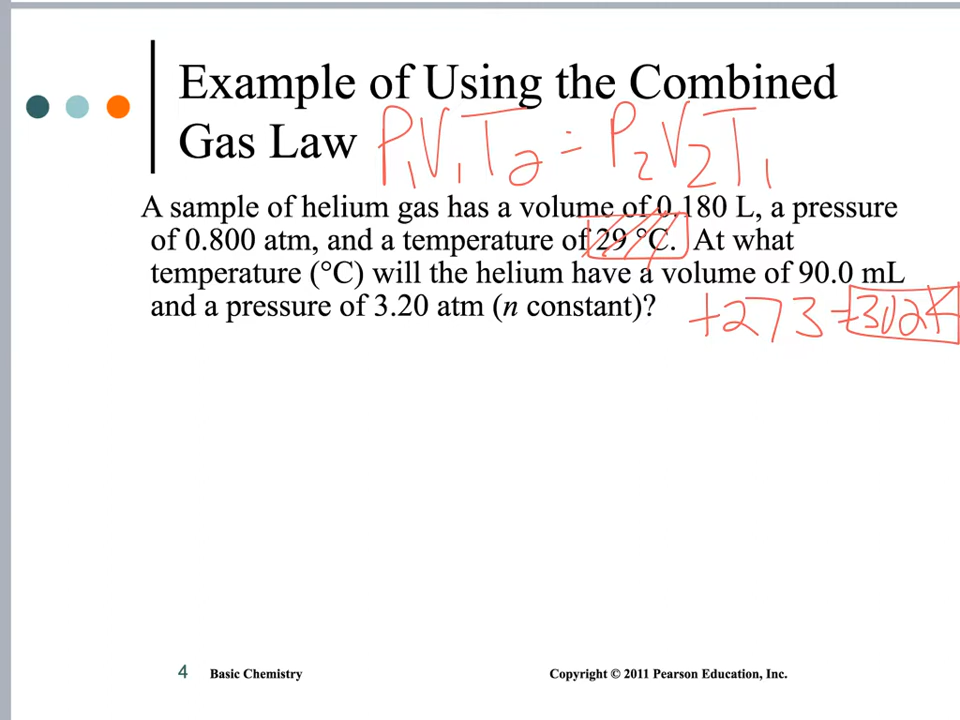 Example of Using the Combined
Gas Law P₁V₁T₂ = P₂V₂T₁
A sample of helium gas has a volume of 0.180 L, a pressure
of 0.800 atm, and a temperature of 29 °C. At what
temperature (°C) will the helium have a volume of 90.0 mL
and a pressure of 3.20 atm (n constant)?
+273 = 302K
4 Basic Chemistry Copyright © 2011 Pearson Education, Inc.